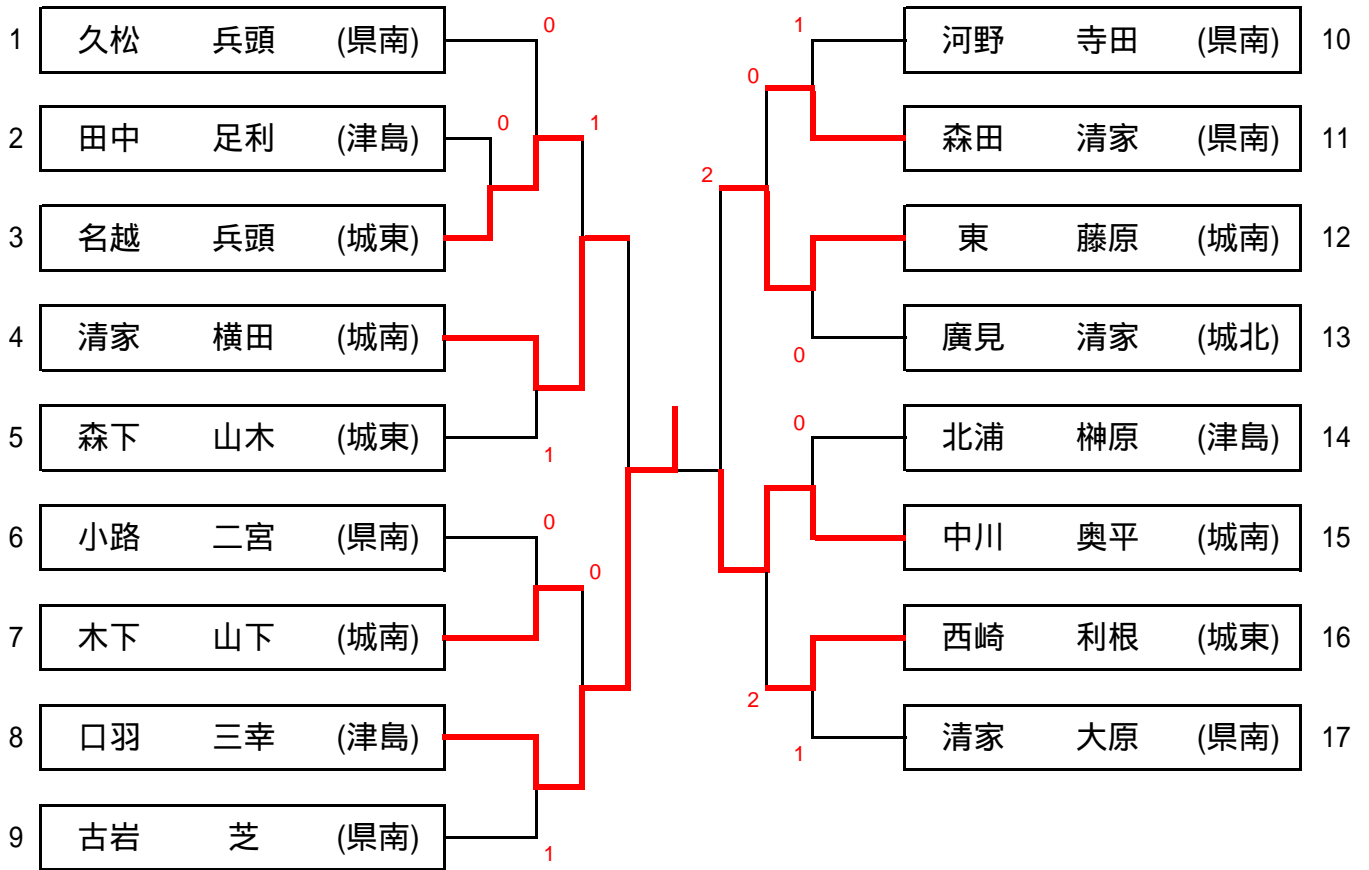 0
1 久松 兵頭 (県南)
0
1
2 田中 足利 (津島)
3 名越 兵頭 (城東)
4 清家 横田 (城南)
5 森下 山木 (城東)
1
0
6 小路 二宮 (県南)
0
7 木下 山下 (城南)
8 口羽 三幸 (津島)
9 古岩 芝 (県南)
1
1
河野 寺田 (県南) 10
0
森田 清家 (県南) 11
2
東 藤原 (城南) 12
廣見 清家 (城北) 13
0
0
北浦 榊原 (津島) 14
中川 奥平 (城南) 15
西崎 利根 (城東) 16
2
清家 大原 (県南) 17
1